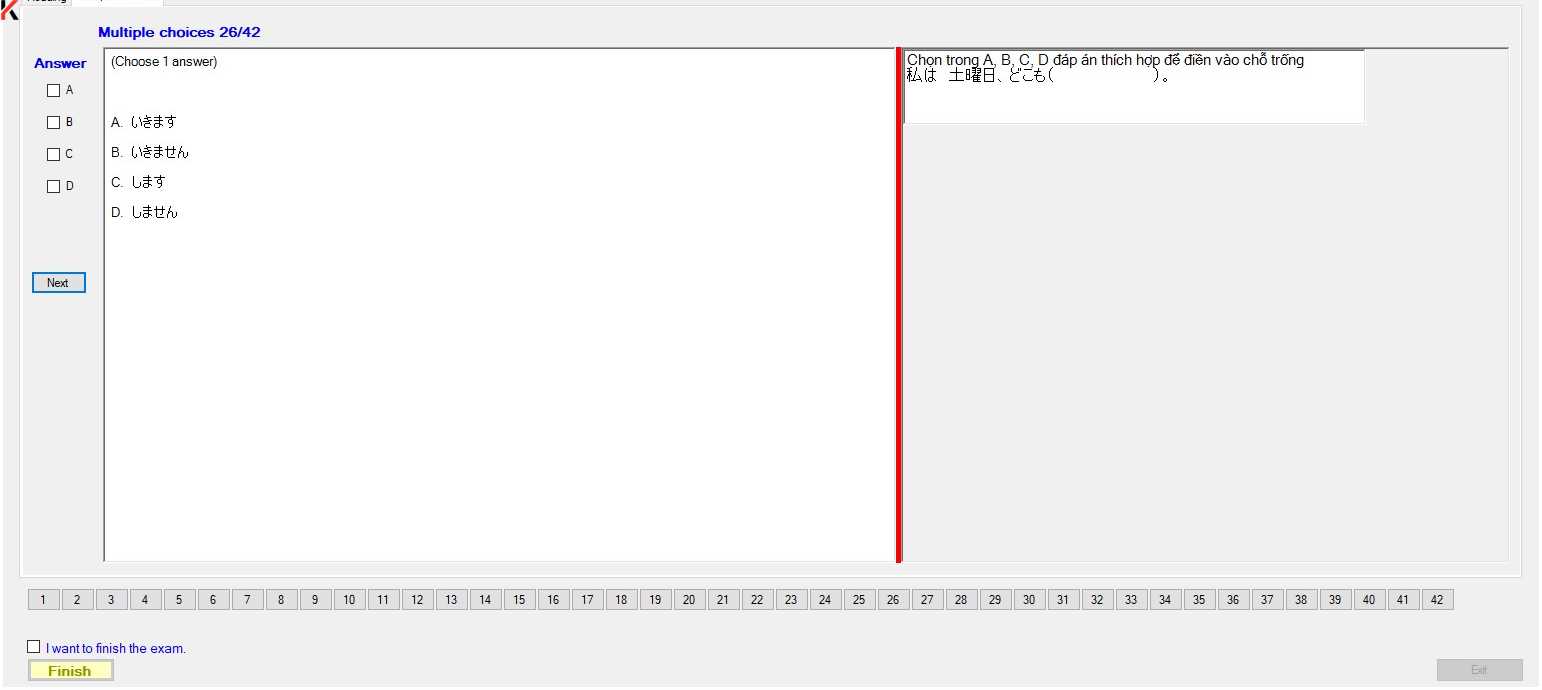 Multiple choices 26/42
Answer
(Choose 1 answer)
A
B
C
D
A. いきます
B. いきません
C. します
D. しません
Next
Chọn trong A, B, C, D đáp án thích hợp để điền vào chỗ trống
私は 土曜日、どこも( )。
1 2 3 4 5 6 7 8 9 10 11 12 13 14 15 16 17 18 19 20 21 22 23 24 25 26 27 28 29 30 31 32 33 34 35 36 37 38 39 40 41 42
I want to finish the exam.
Finish
Exit